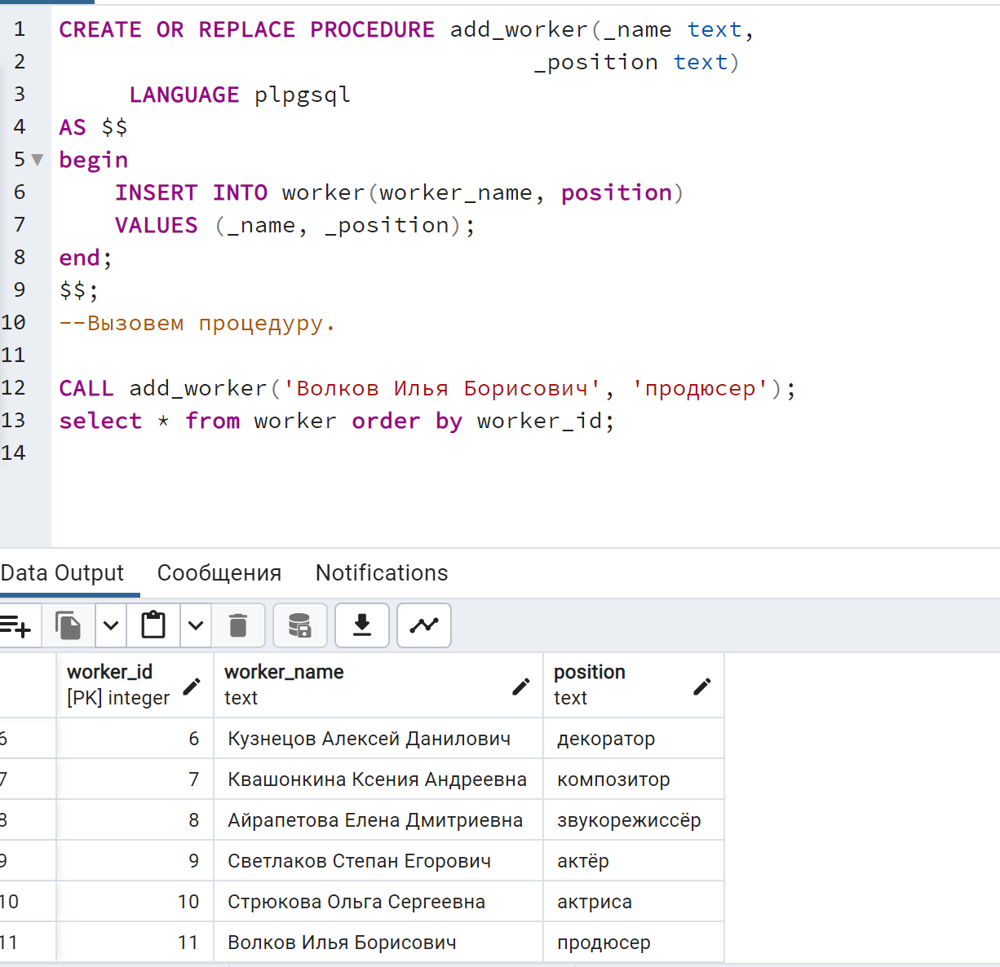 1 CREATE OR REPLACE PROCEDURE add_worker(_name text,
2 _position text)
3 LANGUAGE plpgsql
4 AS $$
5 begin
6 INSERT INTO worker(worker_name, position)
7 VALUES (_name, _position);
8 end;
9 $$;
10 --Вызовем процедуру.
11
12 CALL add_worker('Волков Илья Борисович', 'продюсер');
13 select * from worker order by worker_id;
14
Data Output Сообщения Notifications
worker_id worker_name position
[PK] integer text text
6 6 Кузнецов Алексей Данилович декоратор
7 7 Квашонкина Ксения Андреевна композитор
8 8 Айрапетова Елена Дмитриевна звукорежиссёр
9 9 Светлаков Степан Егорович актёр
10 10 Стрюкова Ольга Сергеевна актриса
11 11 Волков Илья Борисович продюсер